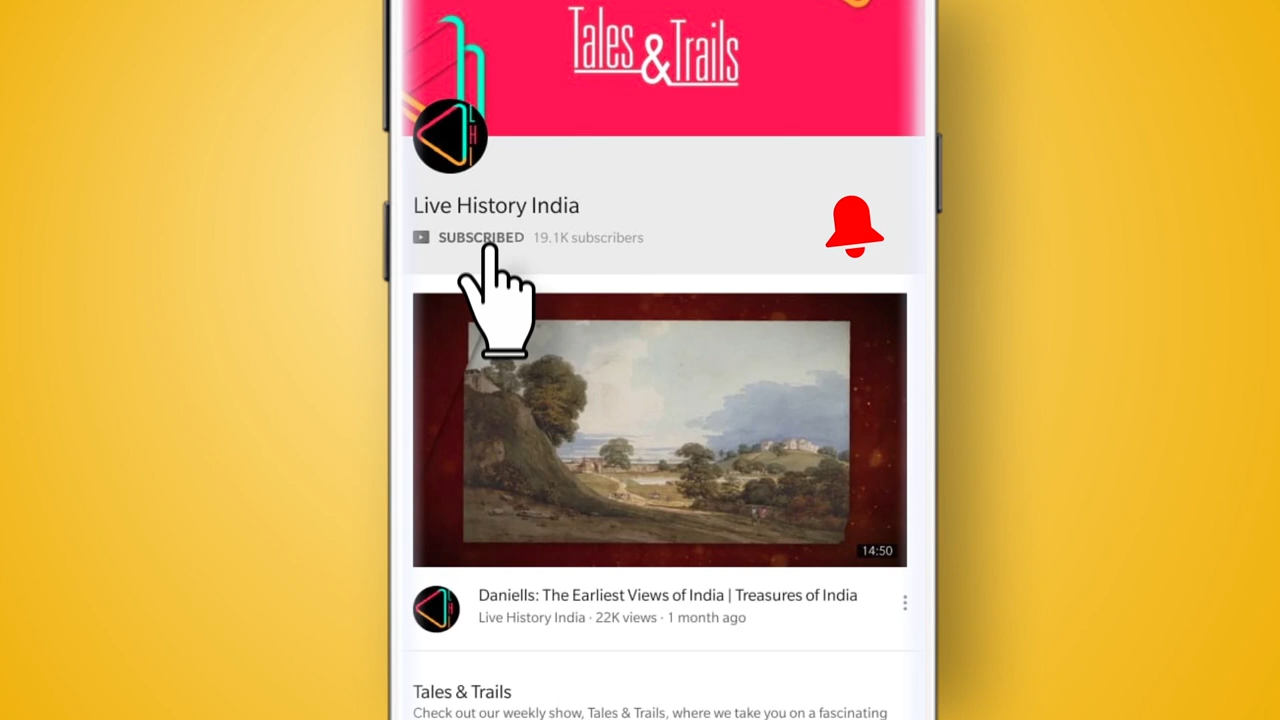 Tales & Trails
LHI
Live History India
SUBSCRIBED 19.1K subscribers
14:50
Daniells: The Earliest Views of India | Treasures of India
Live History India · 22K views · 1 month ago
Tales & Trails
Check out our weekly show, Tales & Trails, where we take you on a fascinating